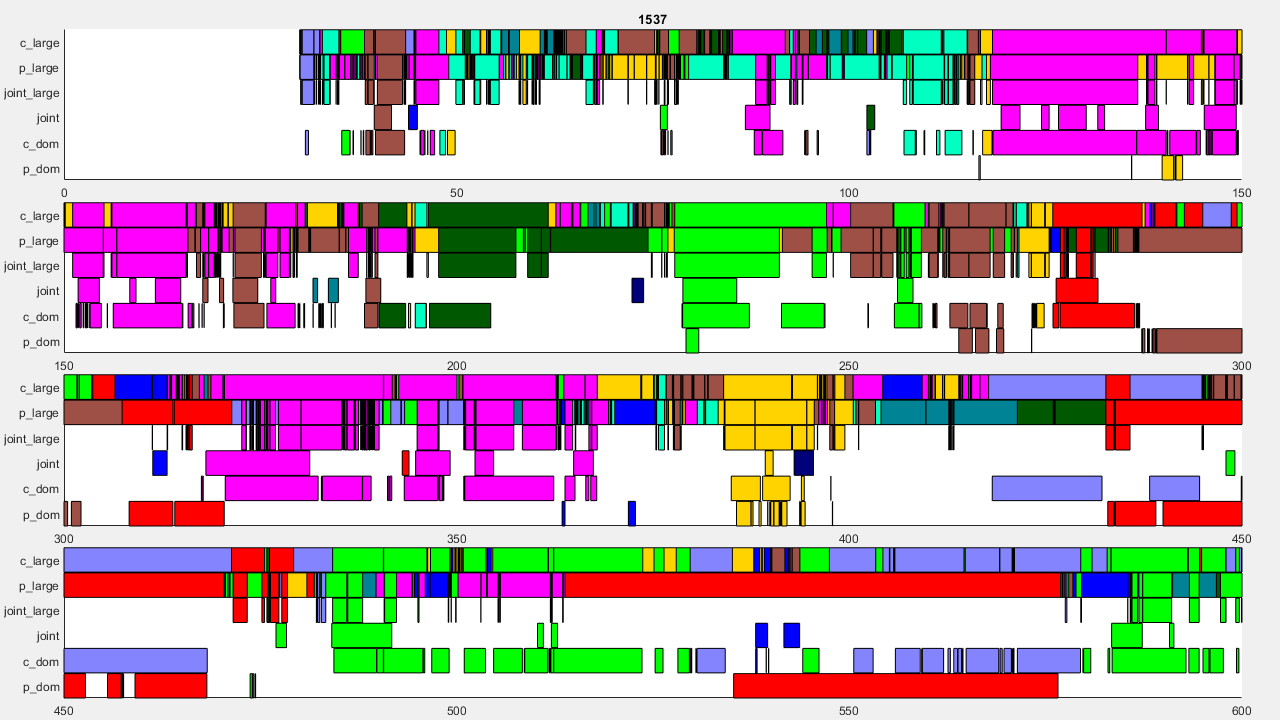 1537
c_large
p_large
joint_large
joint
c_dom
p_dom
0 50 100 150
c_large
p_large
joint_large
joint
c_dom
p_dom
150 200 250 300
c_large
p_large
joint_large
joint
c_dom
p_dom
300 350 400 450
c_large
p_large
joint_large
joint
c_dom
p_dom
450 500 550 600